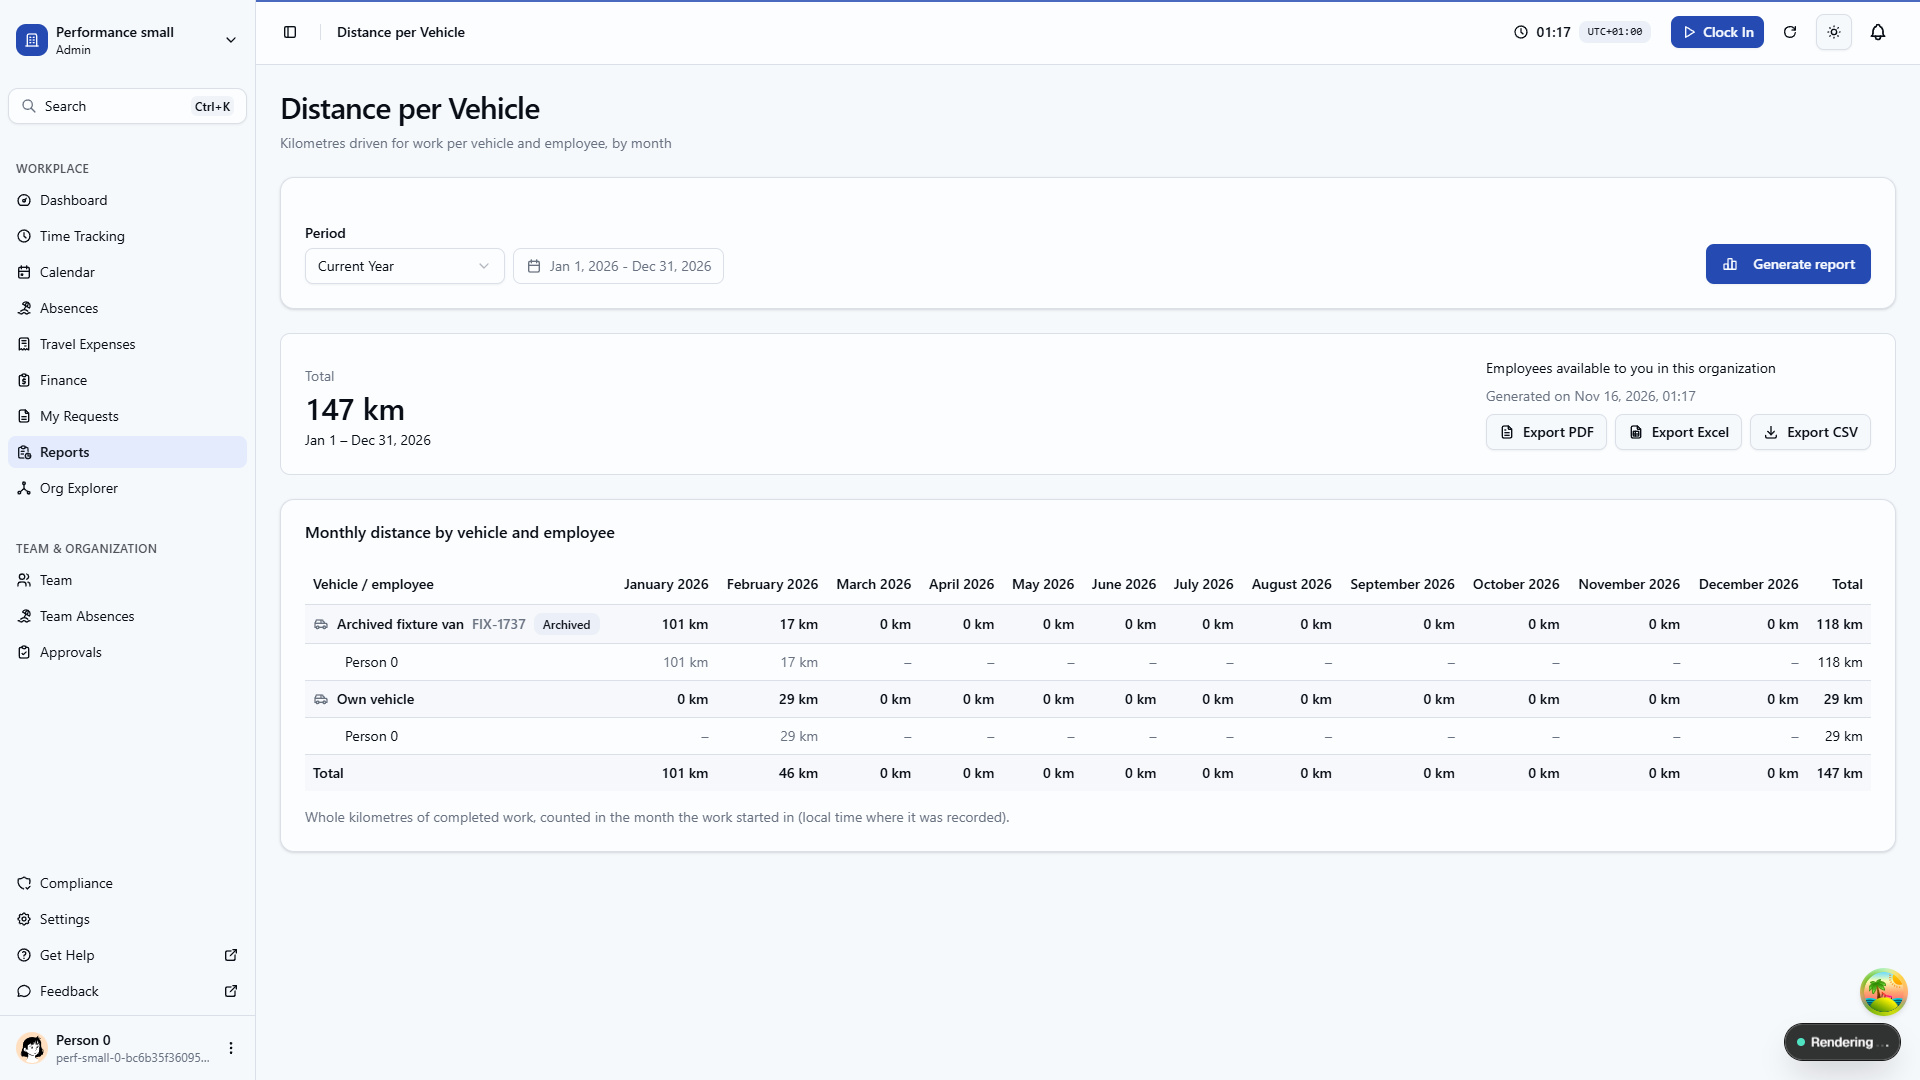 Performance small
Admin
Search Ctrl+K
WORKPLACE
Dashboard
Time Tracking
Calendar
Absences
Travel Expenses
Finance
My Requests
Reports
Org Explorer
TEAM & ORGANIZATION
Team
Team Absences
Approvals
Compliance
Settings
Get Help
Feedback
Person 0
perf-small-0-bc6b35f36095...
Distance per Vehicle
01:17 UTC+01:00 Clock In
Distance per Vehicle
Kilometres driven for work per vehicle and employee, by month
Period
Current Year Jan 1, 2026 - Dec 31, 2026
Generate report
Total
147 km
Jan 1 – Dec 31, 2026
Employees available to you in this organization
Generated on Nov 16, 2026, 01:17
Export PDF Export Excel Export CSV
Monthly distance by vehicle and employee
Vehicle / employee January 2026 February 2026 March 2026 April 2026 May 2026 June 2026 July 2026 August 2026 September 2026 October 2026 November 2026 December 2026 Total
Archived fixture van FIX-1737 Archived 101 km 17 km 0 km 0 km 0 km 0 km 0 km 0 km 0 km 0 km 0 km 0 km 118 km
Person 0 101 km 17 km – – – – – – – – – – 118 km
Own vehicle 0 km 29 km 0 km 0 km 0 km 0 km 0 km 0 km 0 km 0 km 0 km 0 km 29 km
Person 0 – 29 km – – – – – – – – – – 29 km
Total 101 km 46 km 0 km 0 km 0 km 0 km 0 km 0 km 0 km 0 km 0 km 0 km 147 km
Whole kilometres of completed work, counted in the month the work started in (local time where it was recorded).
Rendering ...